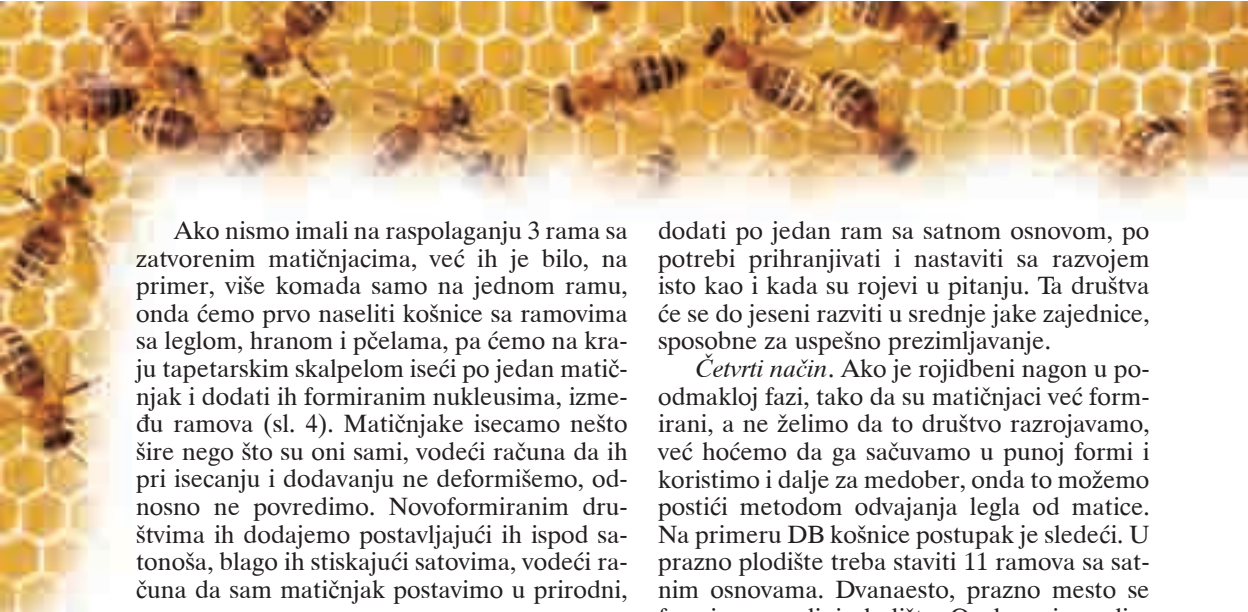 Ako nismo imali na raspolaganju 3 rama sa
zatvorenim matičnjacima, već ih je bilo, na
primer, više komada samo na jednom ramu,
onda ćemo prvo naseliti košnice sa ramovima
sa leglom, hranom i pčelama, pa ćemo na kra-
ju tapetarskim skalpelom iseći po jedan matič-
njak i dodati ih formiranim nukleusima, izme-
đu ramova (sl. 4). Matičnjake isecamo nešto
šire nego što su oni sami, vodeći računa da ih
pri isecanju i dodavanju ne deformišemo, od-
nosno ne povredimo. Novoformiranim dru-
štvima ih dodajemo postavljajući ih ispod sa-
tonoša, blago ih stiskajući satovima, vodeći ra-
čuna da sam matičnjak postavimo u prirodni,
dodati po jedan ram sa satnom osnovom, po
potrebi prihranjivati i nastaviti sa razvojem
isto kao i kada su rojevi u pitanju. Ta društva
će se do jeseni razviti u srednje jake zajednice,
sposobne za uspešno prezimljavanje.
Četvrti način. Ako je rojidbeni nagon u po-
odmakloj fazi, tako da su matičnjaci već form-
irani, a ne želimo da to društvo razrojavamo,
već hoćemo da ga sačuvamo u punoj formi i
koristimo i dalje za medober, onda to možemo
postići metodom odvajanja legla od matice.
Na primeru DB košnice postupak je sledeći. U
prazno plodište treba staviti 11 ramova sa sat-
nim osnovama. Dvanaesto, prazno mesto se